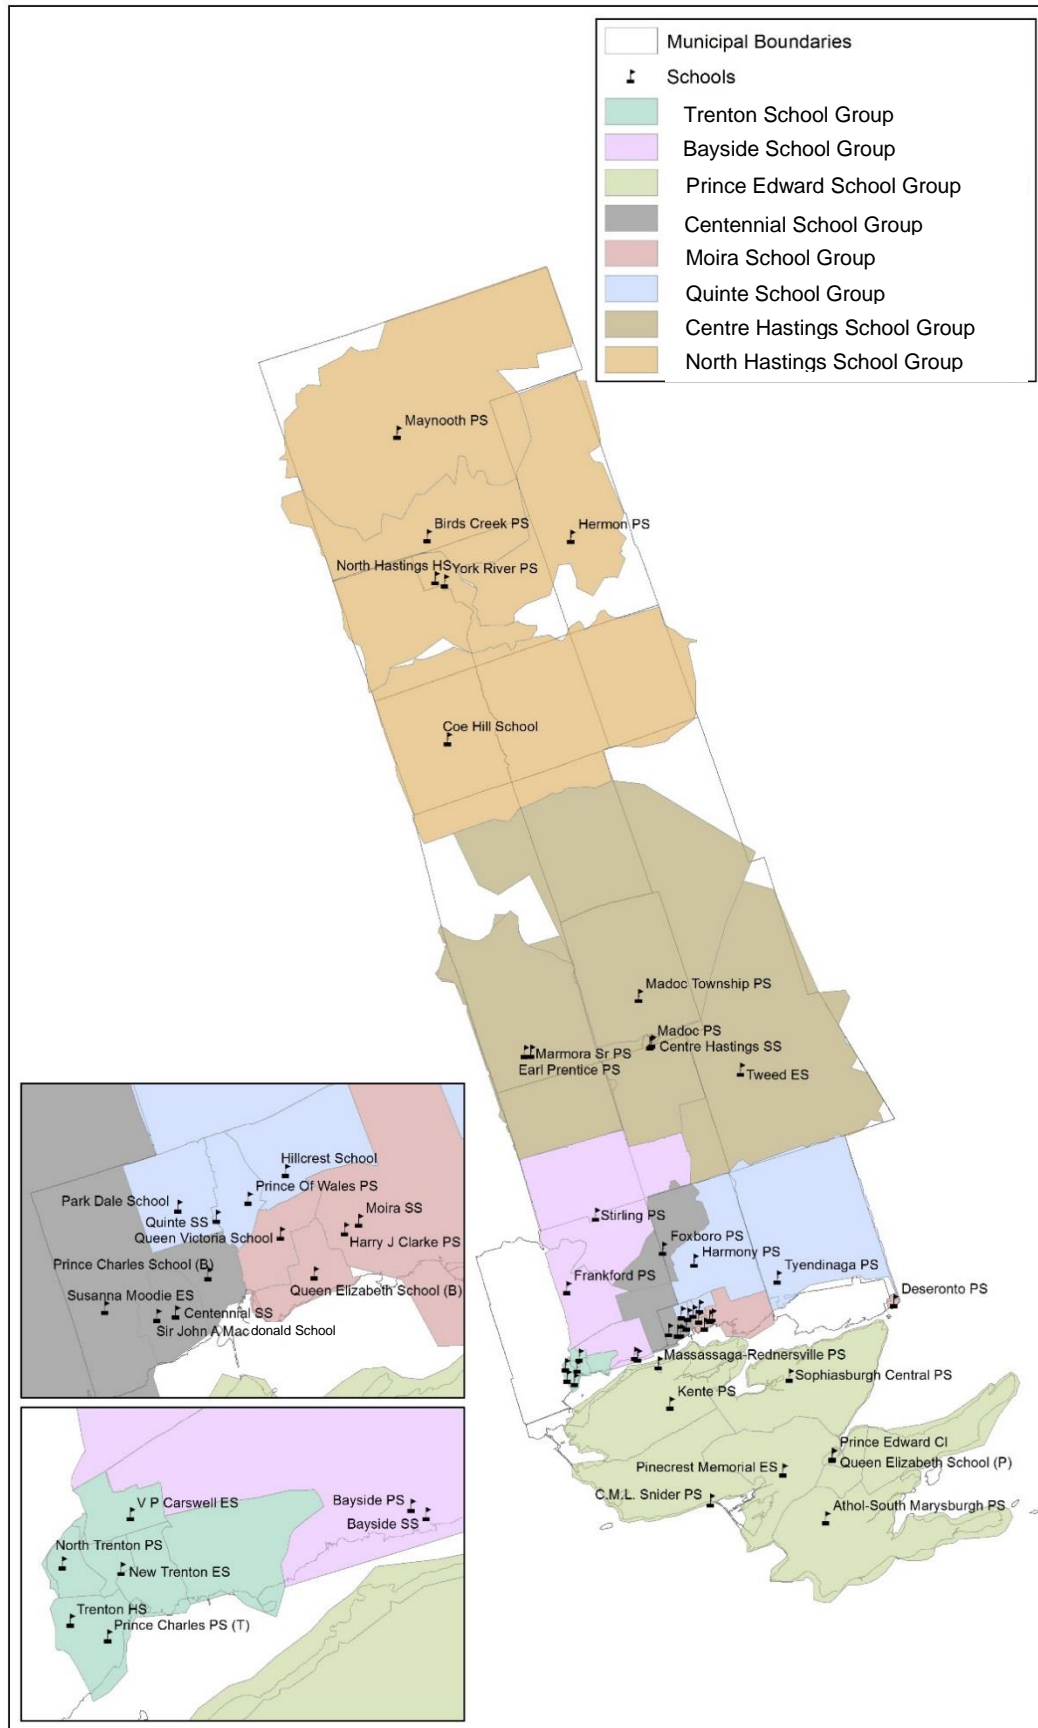 Municipal Boundaries
Schools
Trenton School Group
Bayside School Group
Prince Edward School Group
Centennial School Group
Moira School Group
Quinte School Group
Centre Hastings School Group
North Hastings School Group
Maynooth PS
Birds Creek PS
Hermon PS
North Hastings HS
York River PS
Coe Hill School
Madoc Township PS
Madoc PS
Centre Hastings SS
Marmora Sr PS
Earl Prentice PS
Tweed ES
Stirling PS
Foxboro PS
Harmony PS
Frankford PS
Tyendinaga PS
Deseronto PS
Massassaga-Rednersville PS
Sophiasburgh Central PS
Kente PS
Prince Edward CI
Queen Elizabeth School (P)
Pinecrest Memorial ES
C.M.L. Snider PS
Athol-South Marysburgh PS
Hillcrest School
Prince Of Wales PS
Park Dale School
Quinte SS
Queen Victoria School
Moira SS
Harry J Clarke PS
Prince Charles School (B)
Queen Elizabeth School (B)
Susanna Moodie ES
Centennial SS
Sir John A Macdonald School
V P Carswell ES
Bayside PS
Bayside SS
North Trenton PS
New Trenton ES
Trenton HS
Prince Charles PS (T)